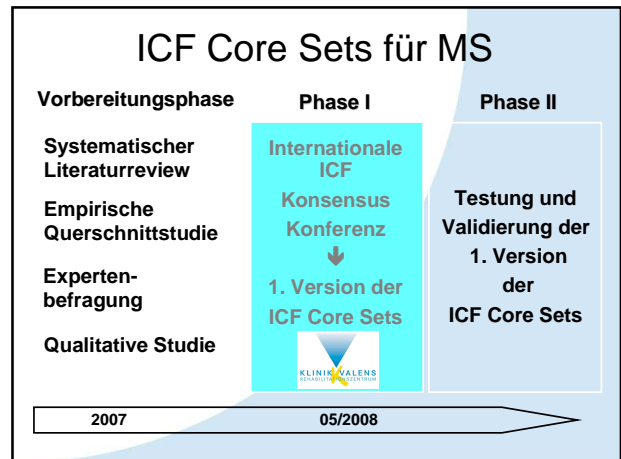 ICF Core Sets für MS
Vorbereitungsphase
Systematischer
Literaturreview
Empirische
Querschnittstudie
Experten-
befragung
Qualitative Studie
Phase I
Internationale
ICF
Konsensus
Konferenz
1. Version der
ICF Core Sets
KLINIK VALENS
REHABILITATIONSZENTRUM
Phase II
Testung und
Validierung der
1. Version
der
ICF Core Sets
2007
05/2008